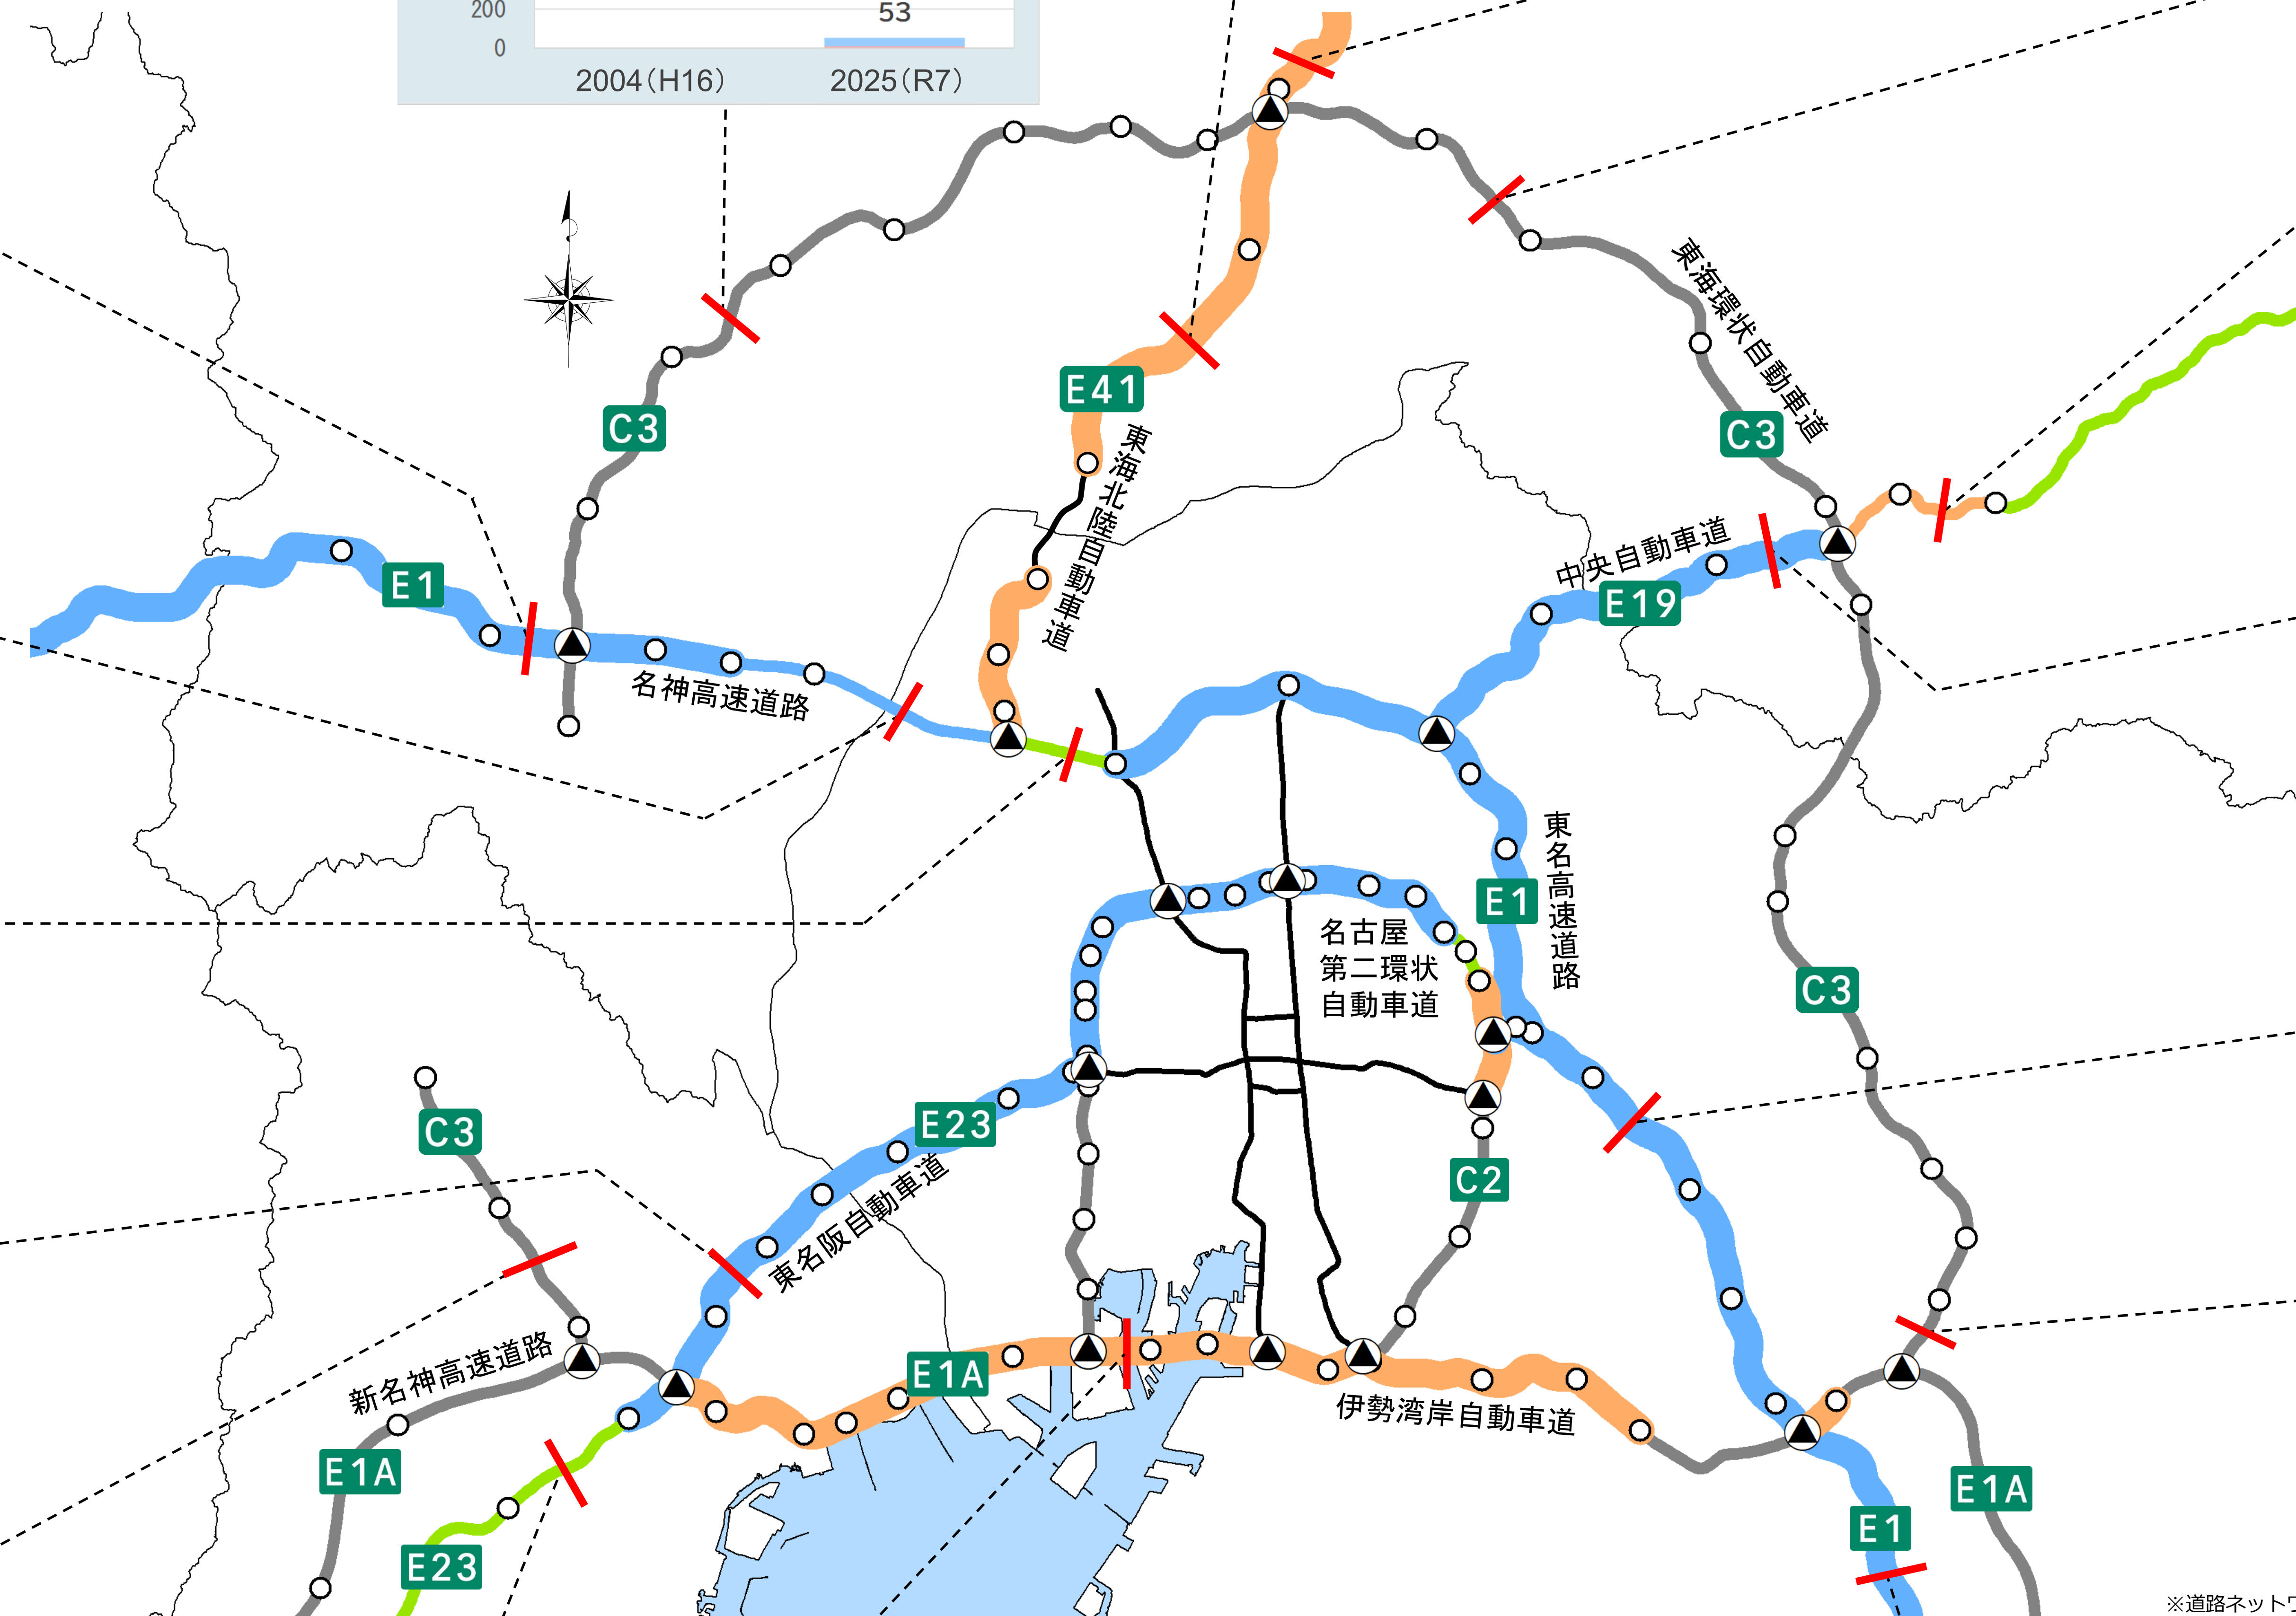 200
53
0
2004（H16）
2025（R7）
東海環状自動車道
E41
C3
C3
東海北陸自動車道
中央自動車道
E1
E19
名神高速道路
東名高速道路
E1
名古屋
第二環状
自動車道
C3
C3
E23
東名阪自動車道
C2
新名神高速道路
E1A
伊勢湾岸自動車道
E1A
E1A
E1
E23
※道路ネット